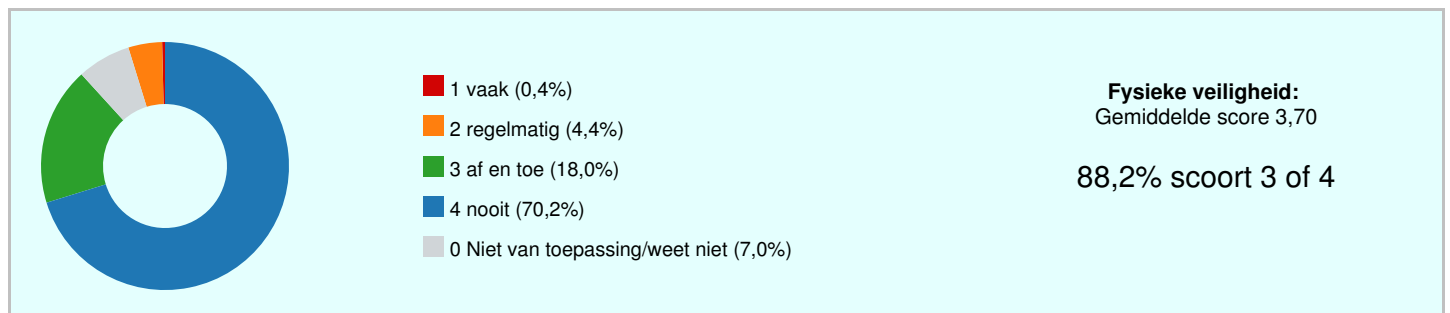 1 vaak (0,4%)
2 regelmatig (4,4%)
3 af en toe (18,0%)
4 nooit (70,2%)
0 Niet van toepassing/weet niet (7,0%)
Fysieke veiligheid:
Gemiddelde score 3,70
88,2% scoort 3 of 4